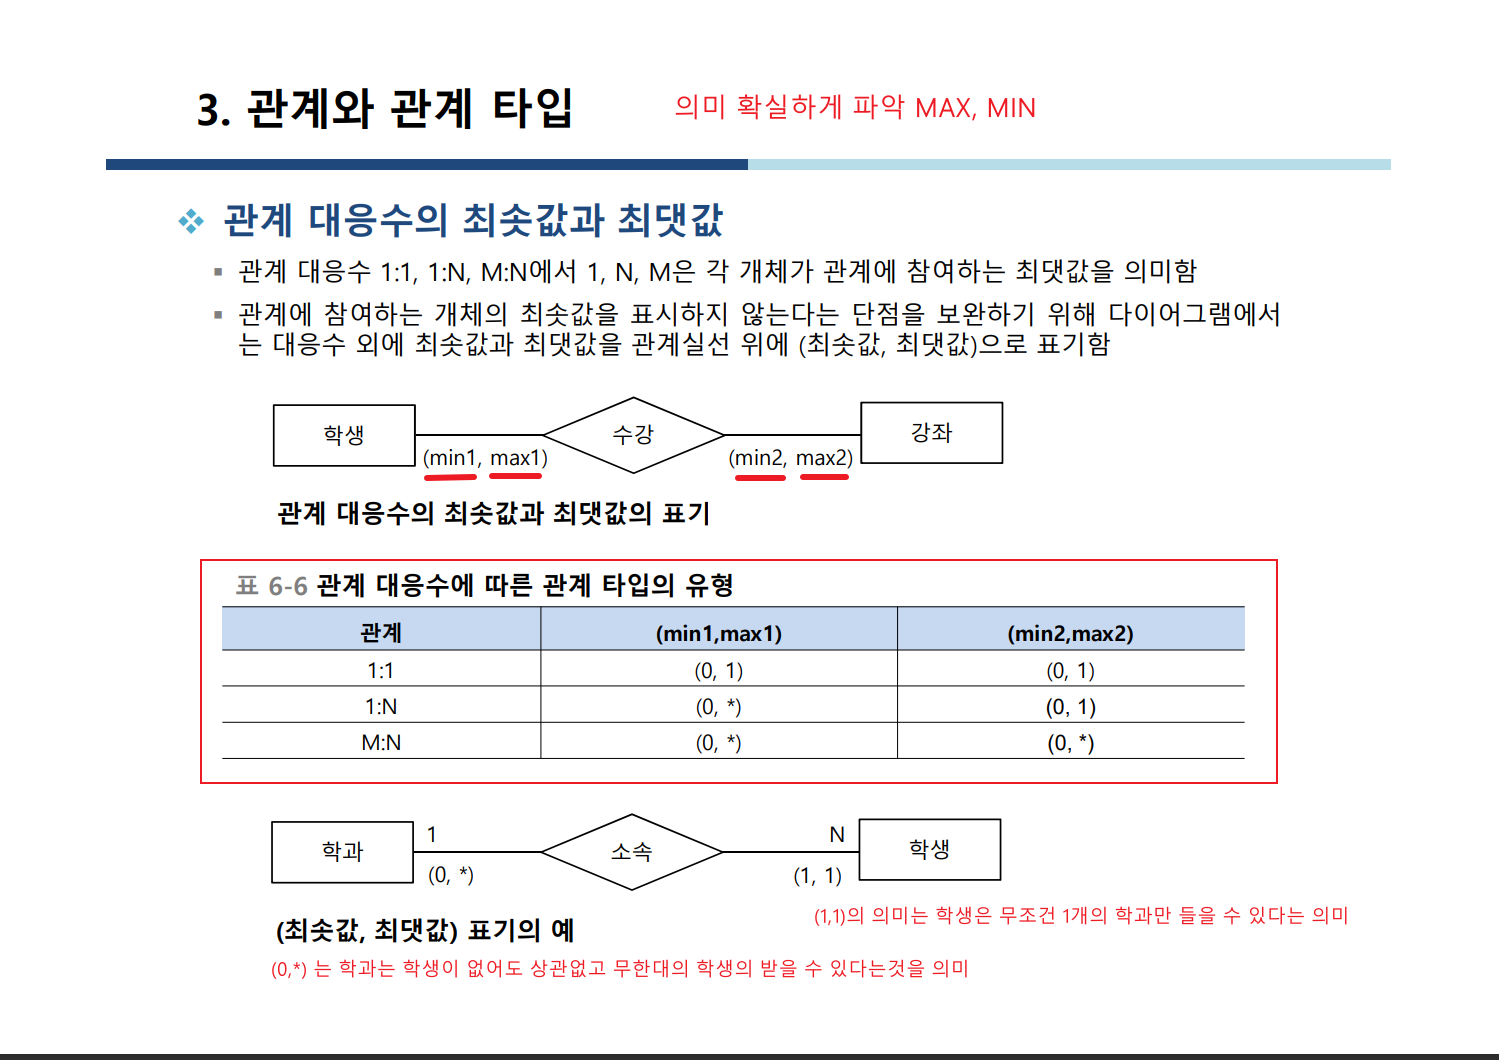 3. 관계와 관계 타입
의미 확실하게 파악 MAX, MIN
관계 대응수의 최솟값과 최댓값
관계 대응수 1:1, 1:N, M:N에서 1, N, M은 각 개체가 관계에 참여하는 최댓값을 의미함
관계에 참여하는 개체의 최솟값을 표시하지 않는다는 단점을 보완하기 위해 다이어그램에서
는 대응수 외에 최솟값과 최댓값을 관계실선 위에 (최솟값, 최댓값)으로 표기함
학생 수강 강좌
(min1, max1) (min2, max2)
관계 대응수의 최솟값과 최댓값의 표기
표 6-6 관계 대응수에 따른 관계 타입의 유형
관계 (min1,max1) (min2,max2)
1:1 (0, 1) (0, 1)
1:N (0, *) (0, 1)
M:N (0, *) (0, *)
1 N
학과 소속 학생
(0, *) (1, 1)
(1,1)의 의미는 학생은 무조건 1개의 학과만 들을 수 있다는 의미
(최솟값, 최댓값) 표기의 예
(0,*) 는 학과는 학생이 없어도 상관없고 무한대의 학생의 받을 수 있다는것을 의미